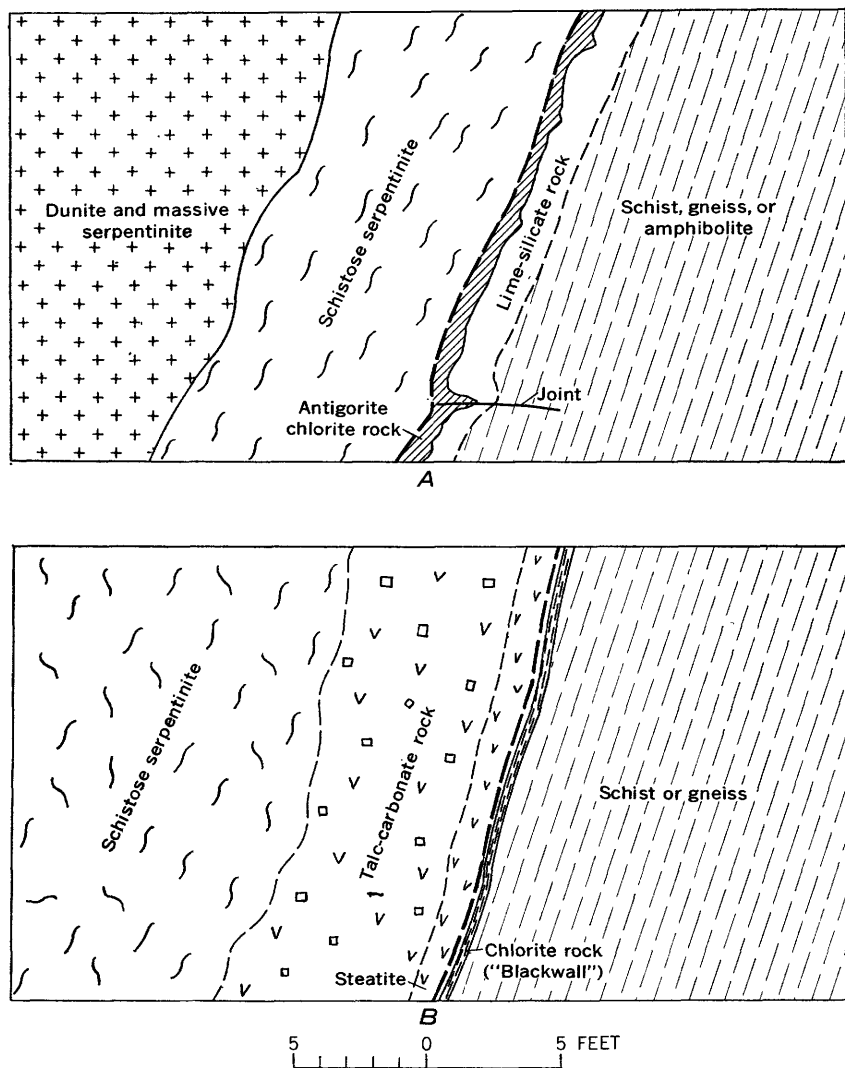 Dunite and massive
serpentinite
Schistose serpentinite
Lime-silicate rock
Schist, gneiss, or
amphibolite
Antigorite
chlorite rock
Joint
A
Schistose serpentinite
Talc-carbonate rock
Schist or gneiss
Steatite
Chlorite rock
("Blackwall")
B
5 0 5 FEET